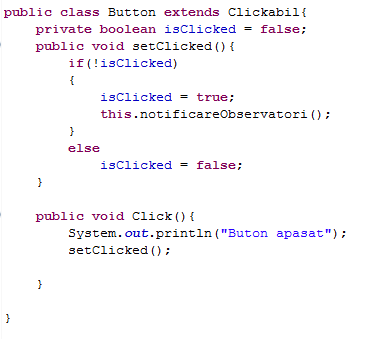 public class Button extends Clickabil{
    private boolean isClicked = false;
    public void setClicked(){
        if(!isClicked)
        {
            isClicked = true;
            this.notificareObservatori();
        }
        else
            isClicked = false;
    }

    public void Click(){
        System.out.println("Buton apasat");
        setClicked();

    }

}